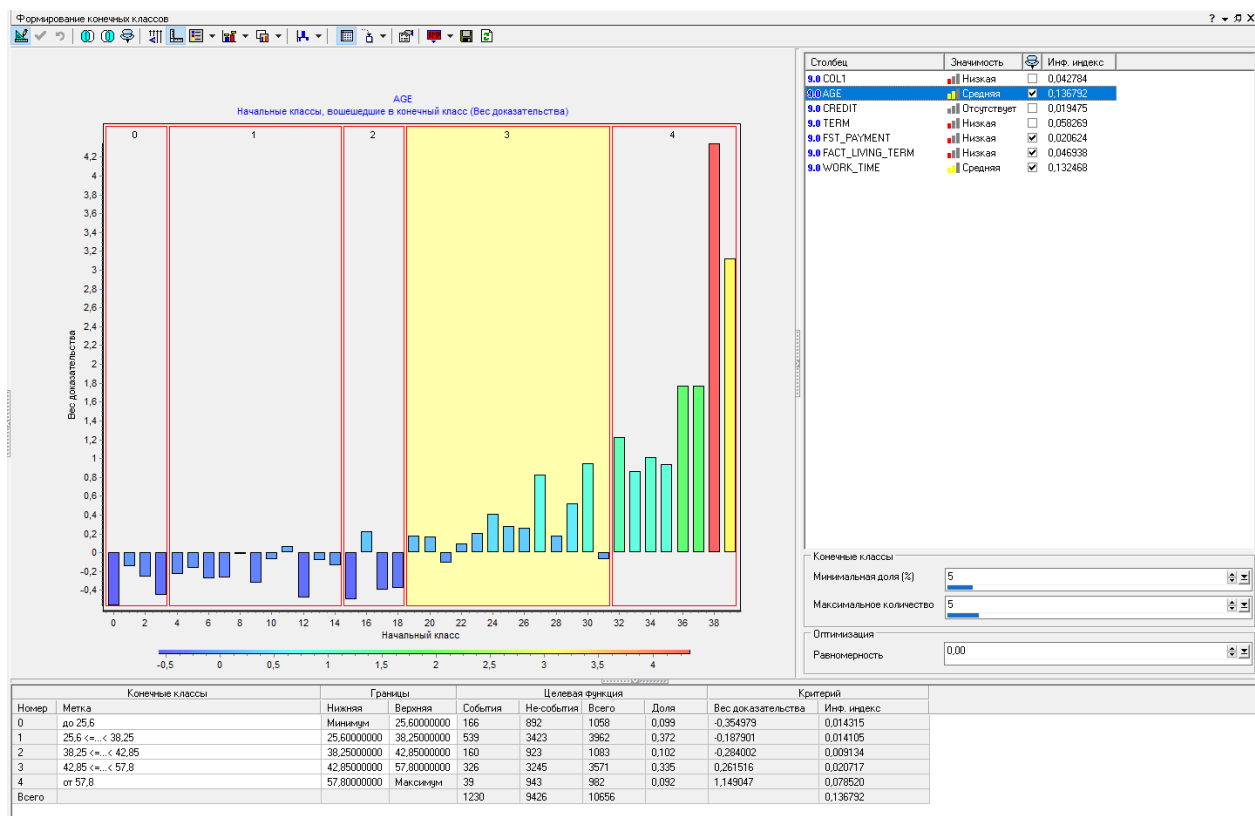 Формирование конечных классов
AGE
Начальные классы, вошешедшие в конечный класс (Вес доказательства)
0 1 2 3 4
Вес доказательства
4,2
4
3,8
3,6
3,4
3,2
3
2,8
2,6
2,4
2,2
2
1,8
1,6
1,4
1,2
1
0,8
0,6
0,4
0,2
0
-0,2
-0,4
0 2 4 6 8 10 12 14 16 18 20 22 24 26 28 30 32 34 36 38
Начальный класс
-0,5 0 0,5 1 1,5 2 2,5 3 3,5 4
Столбец Значимость Инф. индекс
9.0 COL1 Низкая 0,042784
9.0 AGE Средняя 0,136792
9.0 CREDIT Отсутствует 0,019475
9.0 TERM Низкая 0,058269
9.0 FST_PAYMENT Низкая 0,020624
9.0 FACT_LIVING_TERM Низкая 0,046938
9.0 WORK_TIME Средняя 0,132468
Конечные классы
Минимальная доля (%) 5
Максимальное количество 5
Оптимизация
Равномерность 0,00
Конечные классы Границы Целевая функция Критерий
Номер Метка Нижняя Верхняя События Не-события Всего Доля Вес доказательства Инф. индекс
0 до 25,6 Минимум 25,60000000 166 892 1058 0,099 -0,354979 0,014315
1 25,6 <=...< 38,25 25,60000000 38,25000000 539 3423 3962 0,372 -0,187901 0,014105
2 38,25 <=...< 42,85 38,25000000 42,85000000 160 923 1083 0,102 -0,284002 0,009134
3 42,85 <=...< 57,8 42,85000000 57,80000000 326 3245 3571 0,335 0,261516 0,020717
4 от 57,8 57,80000000 Максимум 39 943 982 0,092 1,149047 0,078520
Всего 1230 9426 10656 0,136792